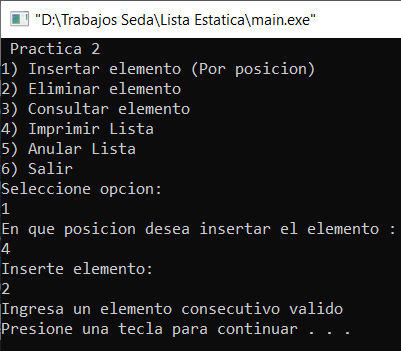 "D:\Trabajos Seda\Lista Estatica\main.exe"
Practica 2
1) Insertar elemento (Por posicion)
2) Eliminar elemento
3) Consultar elemento
4) Imprimir Lista
5) Anular Lista
6) Salir
Seleccione opcion:
1
En que posicion desea insertar el elemento :
4
Inserte elemento:
2
Ingresa un elemento consecutivo valido
Presione una tecla para continuar . . .